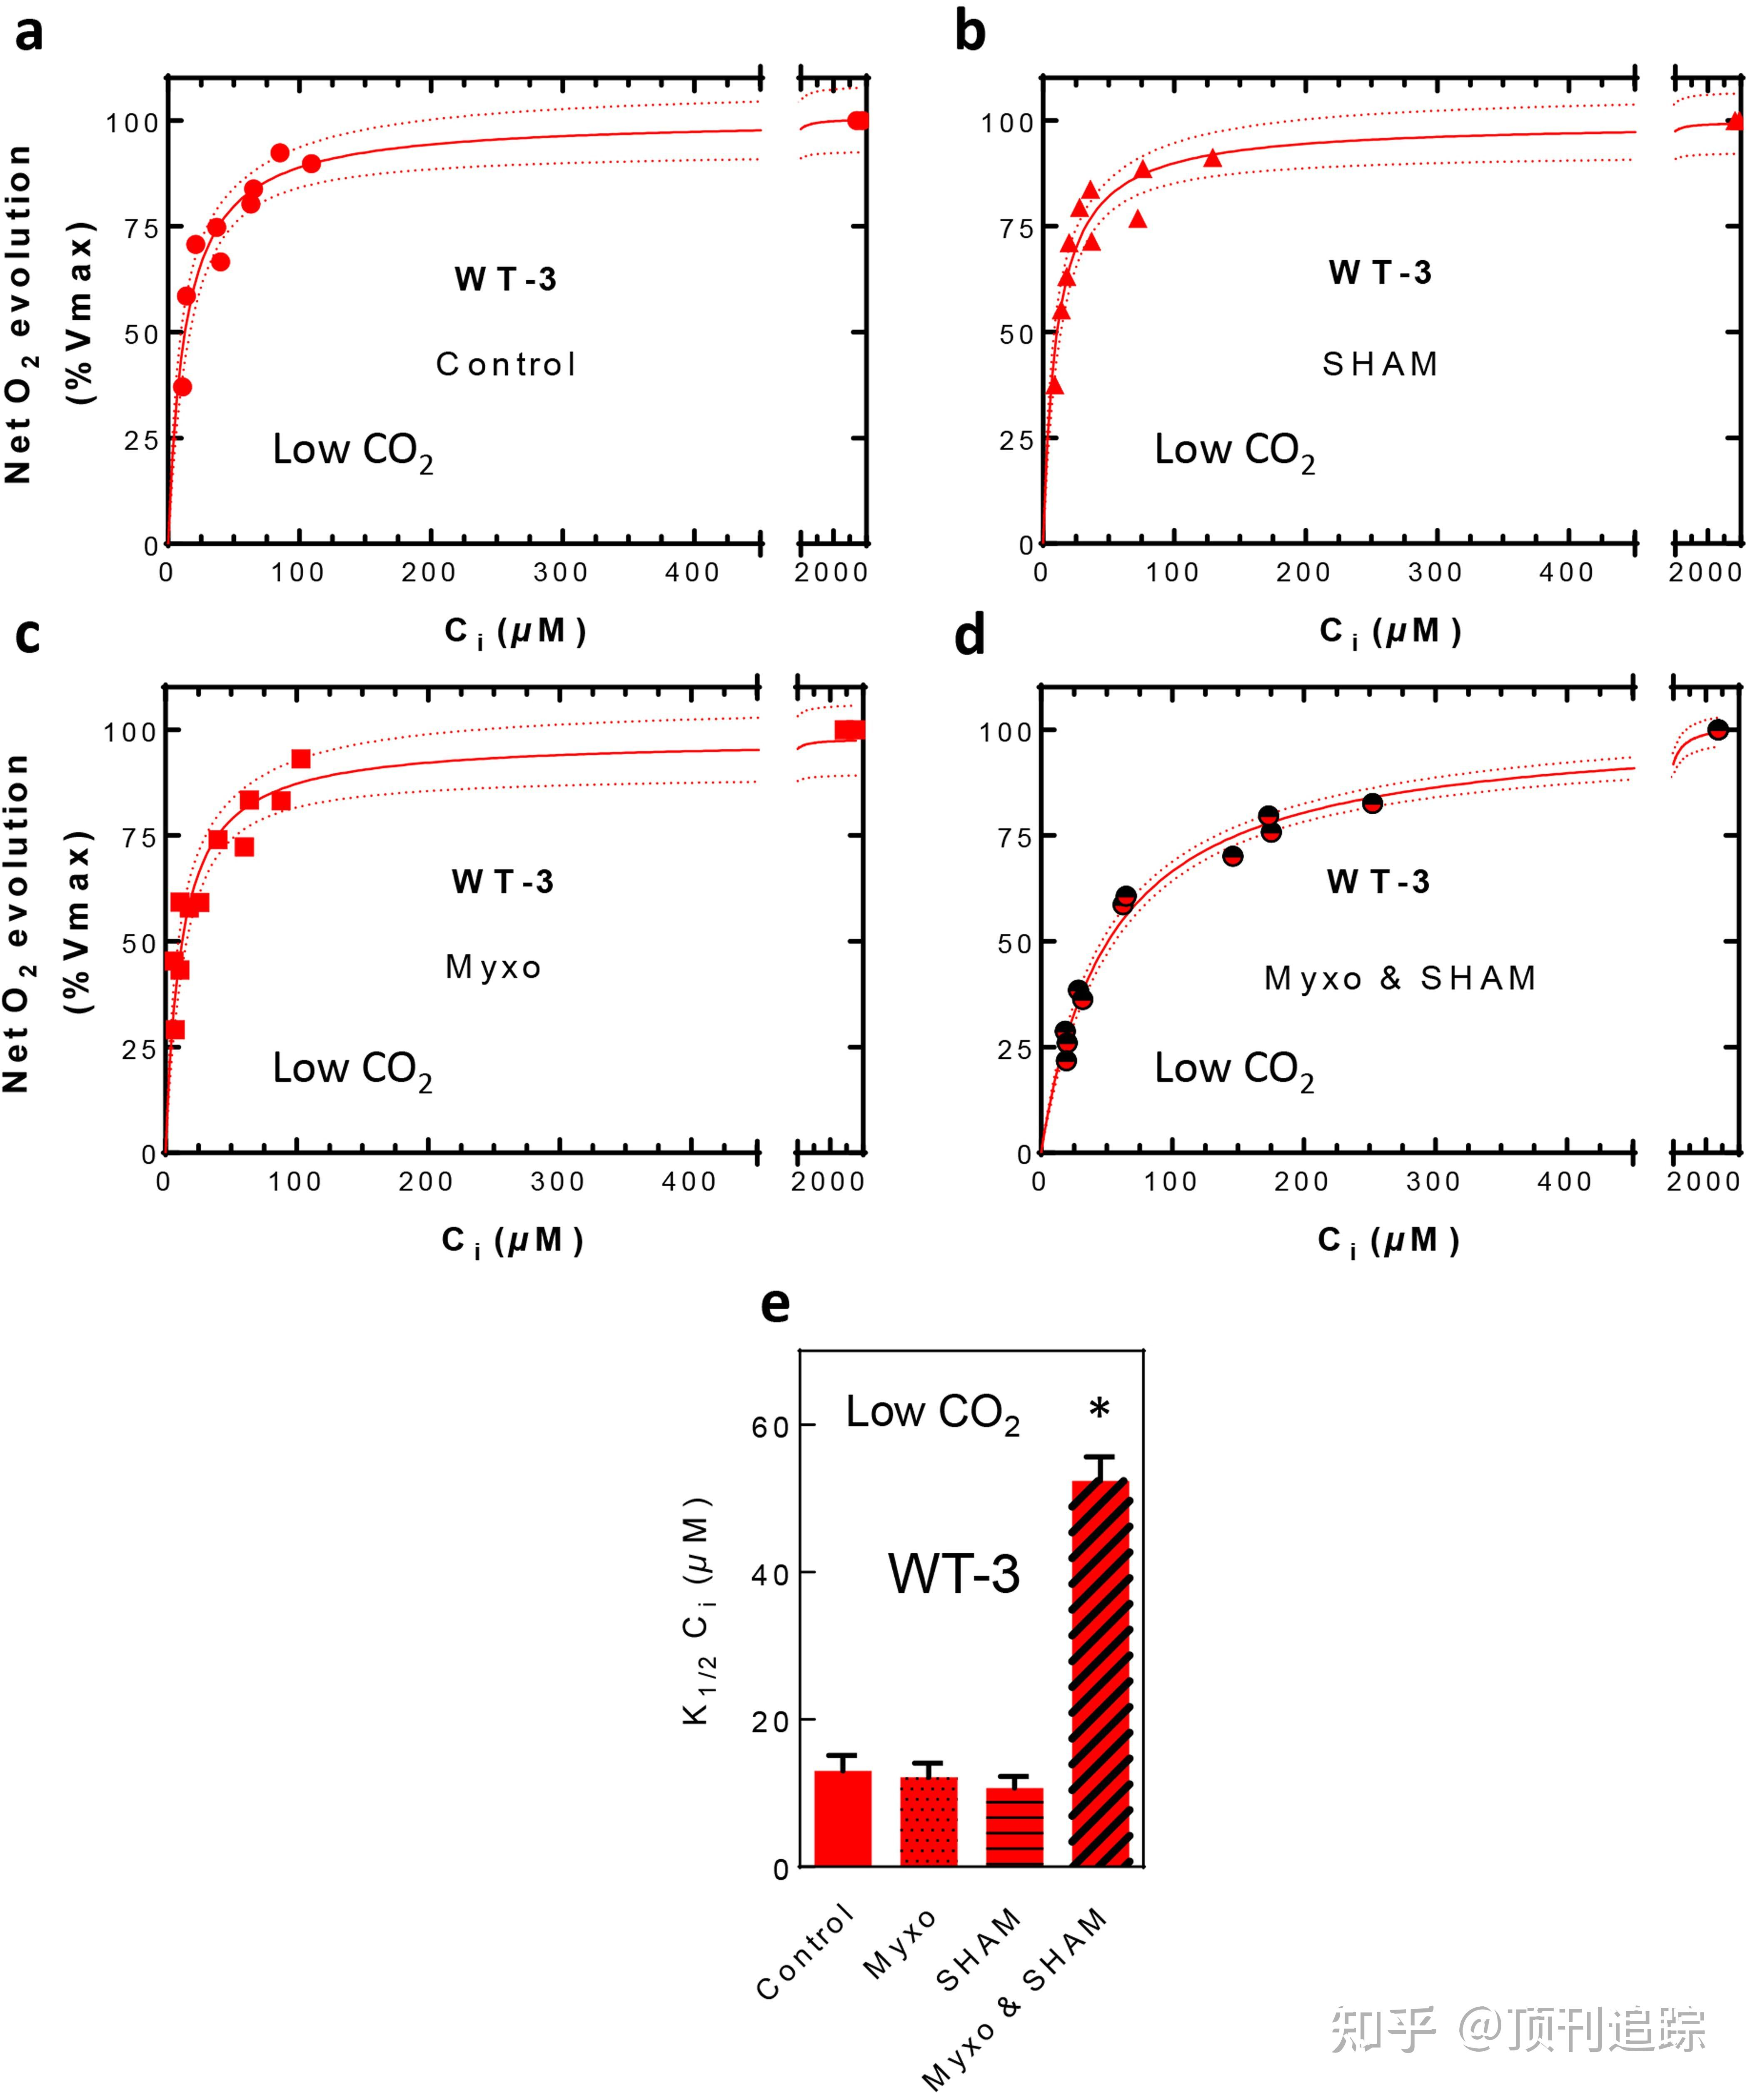 a
Net O2 evolution
(%Vmax)
100
75
50
25
0
WT-3
Control
Low CO2
0 100 200 300 400 2000
Ci (µM)
b
100
75
50
25
0
WT-3
SHAM
Low CO2
0 100 200 300 400 2000
Ci (µM)
c
Net O2 evolution
(%Vmax)
100
75
50
25
0
WT-3
Myxo
Low CO2
0 100 200 300 400 2000
Ci (µM)
d
100
75
50
25
0
WT-3
Myxo & SHAM
Low CO2
0 100 200 300 400 2000
Ci (µM)
e
K1/2 Ci (µM)
60
40
20
0
Low CO2
*
WT-3
Control
Myxo
SHAM
Myxo & SHAM
知乎 @顶刊追踪